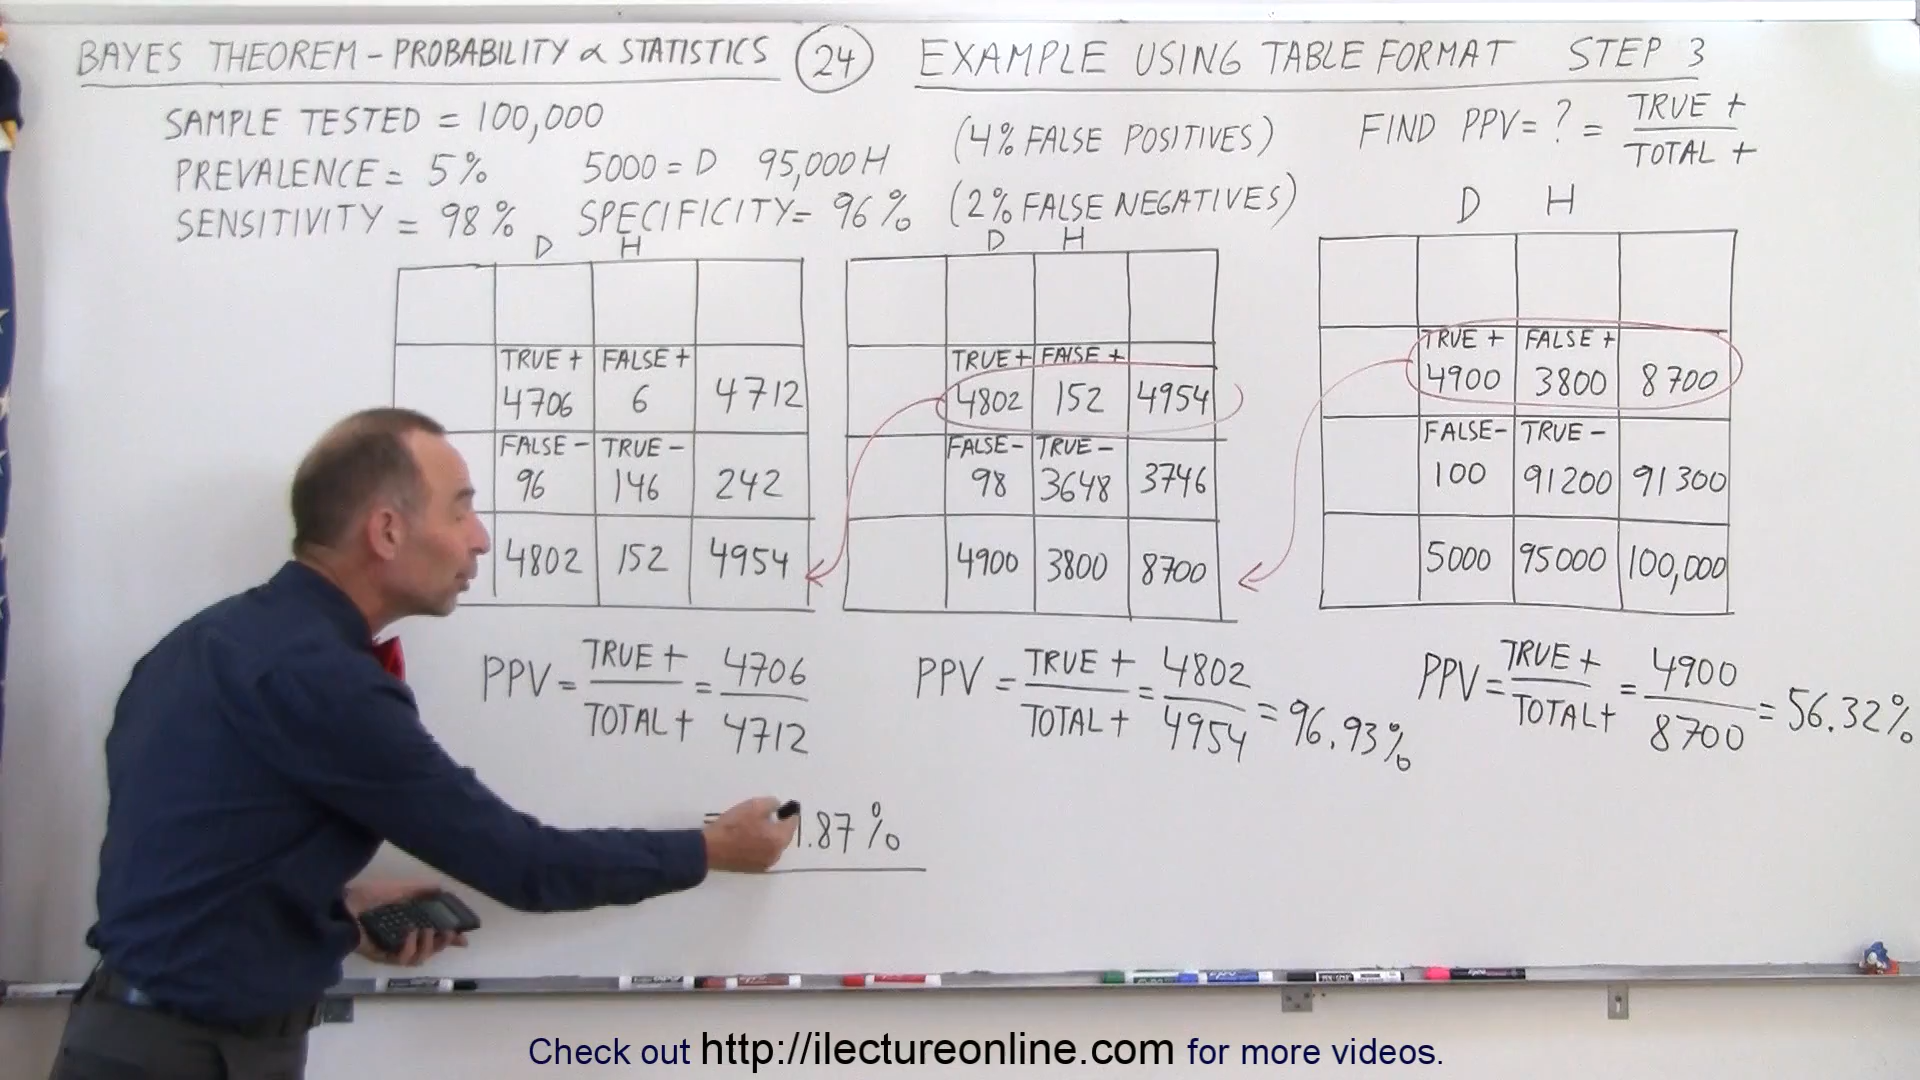 BAYES THEOREM - PROBABILITY & STATISTICS 24 EXAMPLE USING TABLE FORMAT STEP 3
SAMPLE TESTED = 100,000
PREVALENCE = 5% 5000 = D 95,000 H
SENSITIVITY = 98% SPECIFICITY = 96%
(4% FALSE POSITIVES)
(2% FALSE NEGATIVES)
FIND PPV = ? = TRUE +
TOTAL +
D H
TRUE + FALSE +
4706 6 4712
FALSE - TRUE -
96 146 242
4802 152 4954
PPV = TRUE + = 4706
TOTAL + 4712
.87%
D H
TRUE + FALSE +
4802 152 4954
FALSE - TRUE -
98 3648 3746
4900 3800 8700
PPV = TRUE + = 4802 = 96.93%
TOTAL + 4954
D H
TRUE + FALSE +
4900 3800 8700
FALSE - TRUE -
100 91200 91300
5000 95000 100,000
PPV = TRUE + = 4900 = 56.32%
TOTAL + 8700
Check out http://ilectureonline.com for more videos.